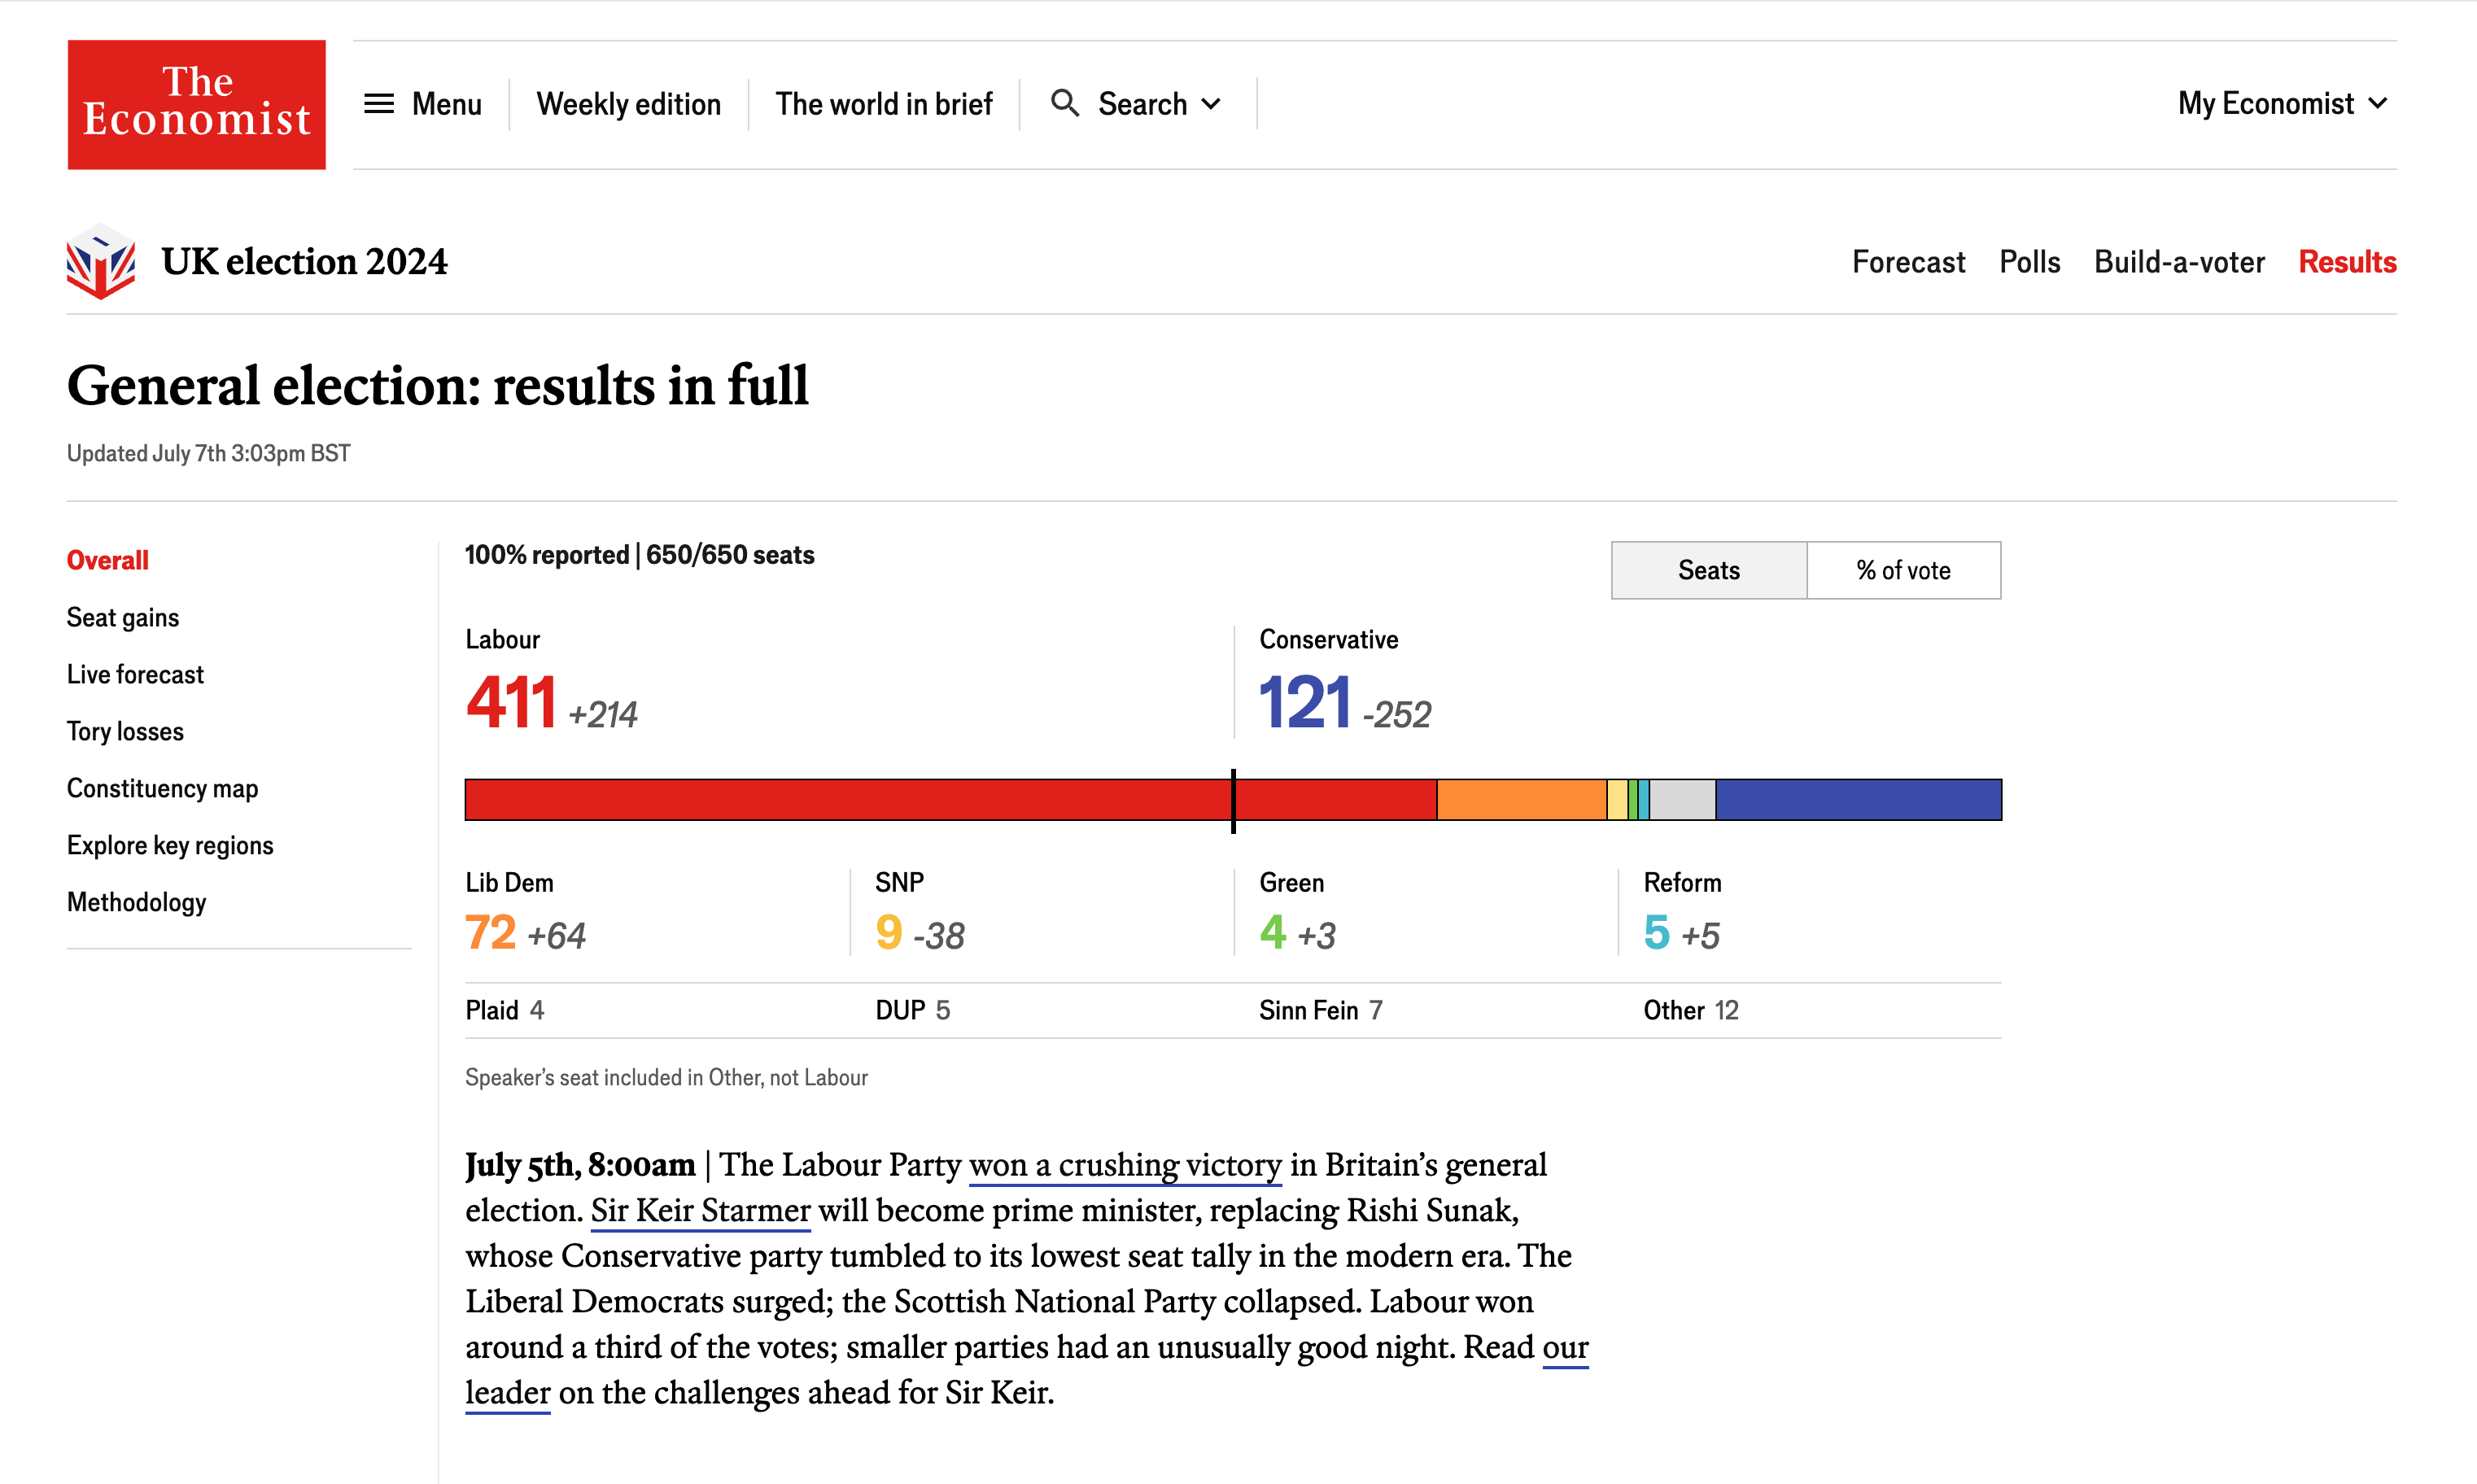 The
Economist
Menu
Weekly edition
The world in brief
Search
My Economist
UK election 2024
Forecast
Polls
Build-a-voter
Results
General election: results in full
Updated July 7th 3:03pm BST
Overall
Seat gains
Live forecast
Tory losses
Constituency map
Explore key regions
Methodology
100% reported | 650/650 seats
Seats
% of vote
Labour
411 +214
Conservative
121 -252
Lib Dem
72 +64
SNP
9 -38
Green
4 +3
Reform
5 +5
Plaid 4
DUP 5
Sinn Fein 7
Other 12
Speaker’s seat included in Other, not Labour
July 5th, 8:00am | The Labour Party won a crushing victory in Britain’s general
election. Sir Keir Starmer will become prime minister, replacing Rishi Sunak,
whose Conservative party tumbled to its lowest seat tally in the modern era. The
Liberal Democrats surged; the Scottish National Party collapsed. Labour won
around a third of the votes; smaller parties had an unusually good night. Read our
leader on the challenges ahead for Sir Keir.